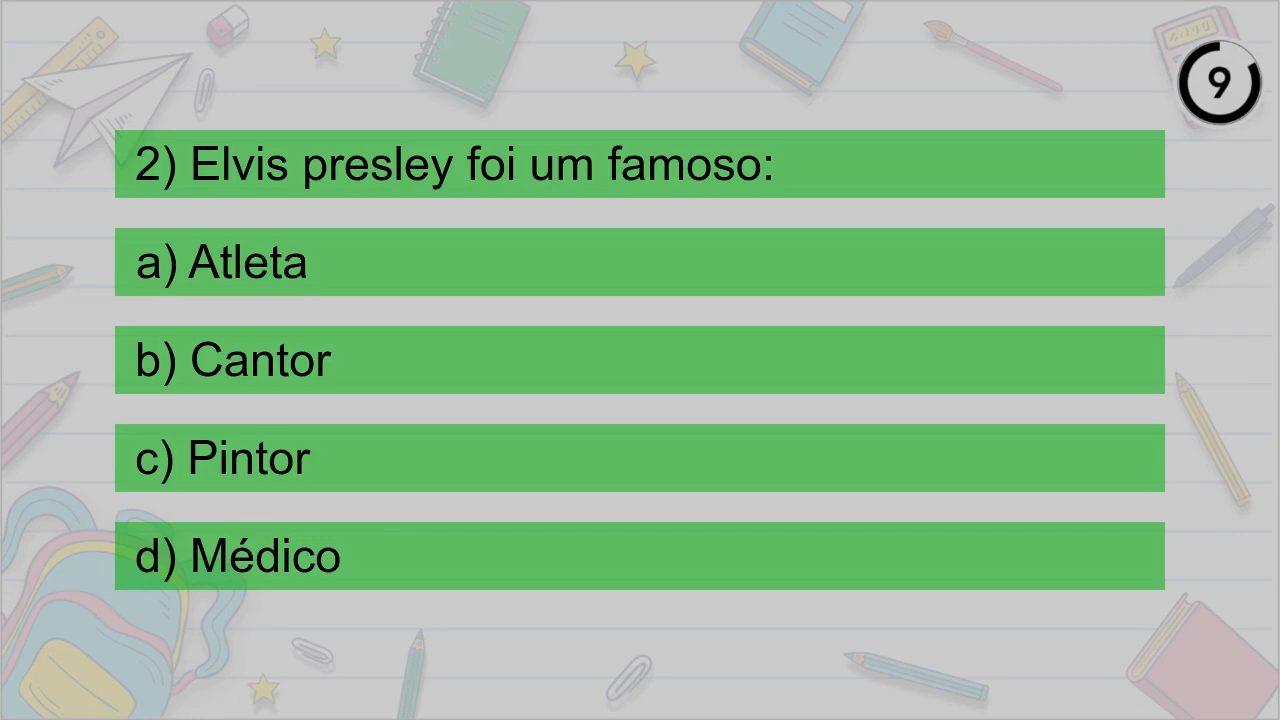 9
2) Elvis presley foi um famoso:
a) Atleta
b) Cantor
c) Pintor
d) Médico